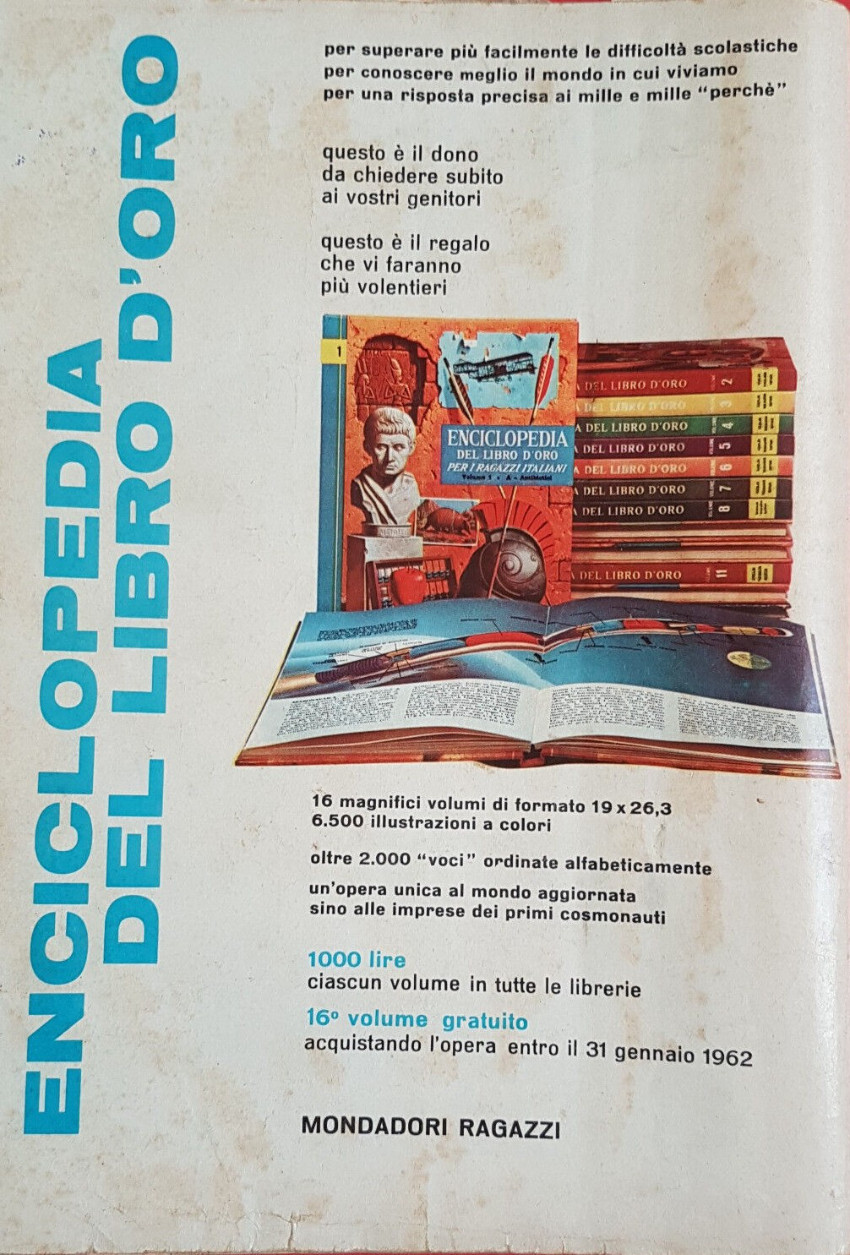 ENCICLOPEDIA
DEL LIBRO D'ORO
per superare più facilmente le difficoltà scolastiche
per conoscere meglio il mondo in cui viviamo
per una risposta precisa ai mille e mille "perchè"
questo è il dono
da chiedere subito
ai vostri genitori
questo è il regalo
che vi faranno
più volentieri
1
ENCICLOPEDIA
DEL LIBRO D'ORO
PER I RAGAZZI ITALIANI
Volume 1 • A - Antibiotici
A DEL LIBRO D'ORO 2
A DEL LIBRO D'ORO 3
A DEL LIBRO D'ORO 4
A DEL LIBRO D'ORO 5
A DEL LIBRO D'ORO 6
A DEL LIBRO D'ORO 7
A DEL LIBRO D'ORO 8
A DEL LIBRO D'ORO 11
16 magnifici volumi di formato 19 x 26,3
6.500 illustrazioni a colori
oltre 2.000 "voci" ordinate alfabeticamente
un'opera unica al mondo aggiornata
sino alle imprese dei primi cosmonauti
1000 lire
ciascun volume in tutte le librerie
16º volume gratuito
acquistando l'opera entro il 31 gennaio 1962
MONDADORI RAGAZZI